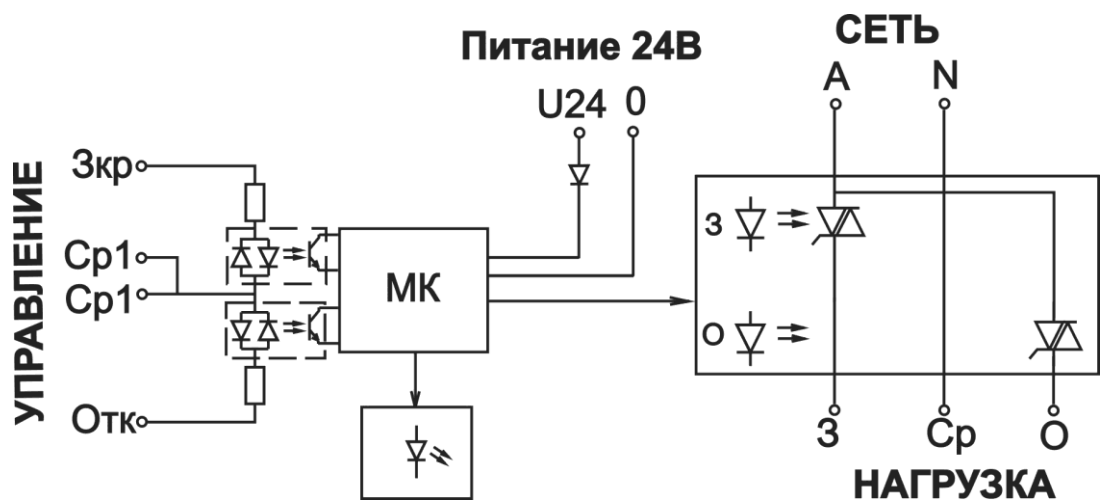 Питание 24В
СЕТЬ
U24 0
A N
УПРАВЛЕНИЕ
Зкр
Ср1
Ср1
Отк
МК
З
О
З Ср О
НАГРУЗКА